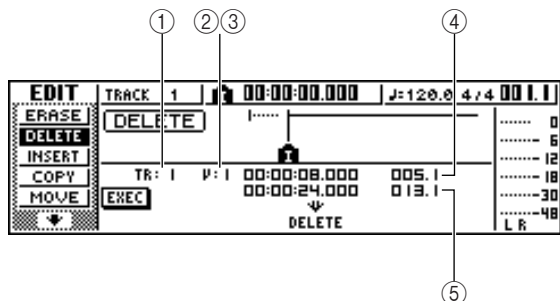 ① ② ③ ④
EDIT TRACK 1 00:00:00.000 ♩=120.0 4/4 001.1
ERASE DELETE 0
DELETE 6
INSERT 12
COPY TR: 1 V: 1 00:00:08.000 005.1 18
MOVE EXEC 00:00:24.000 013.1 30
DELETE 48
L R
⑤